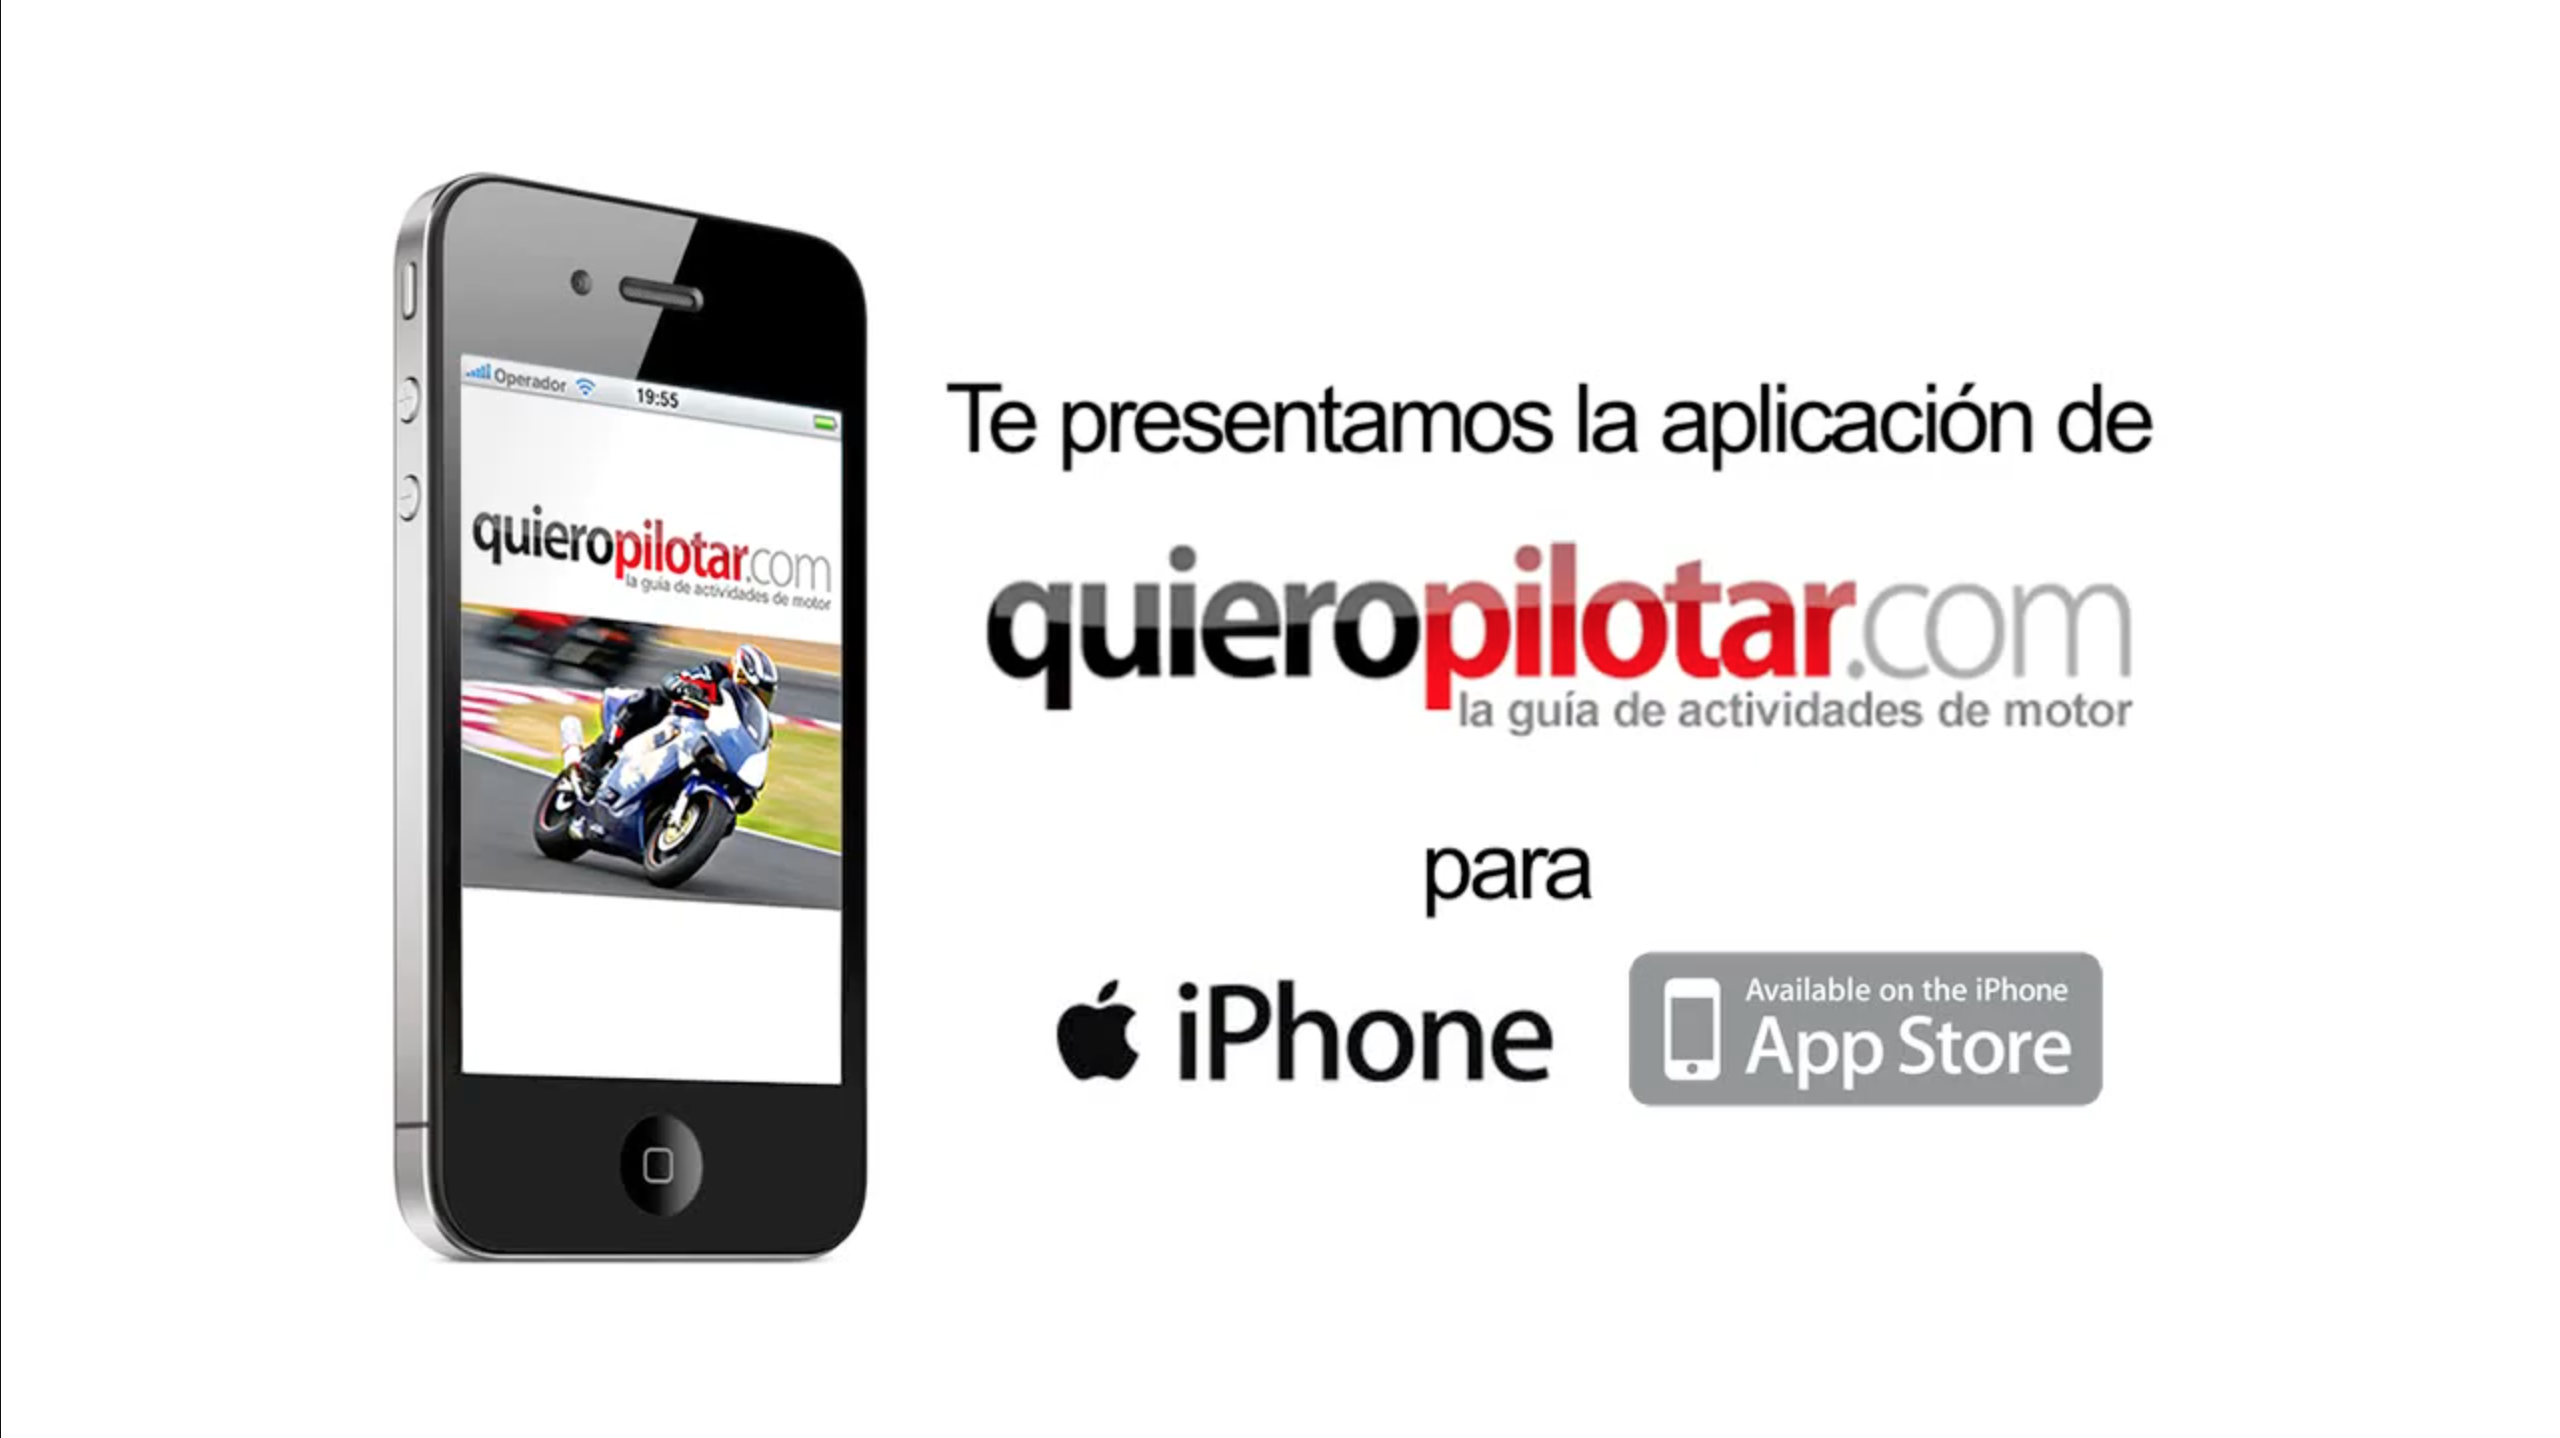 Operador 19:55
quieropilotar.com
la guía de actividades de motor
Te presentamos la aplicación de
quieropilotar.com
la guía de actividades de motor
para
iPhone
Available on the iPhone
App Store